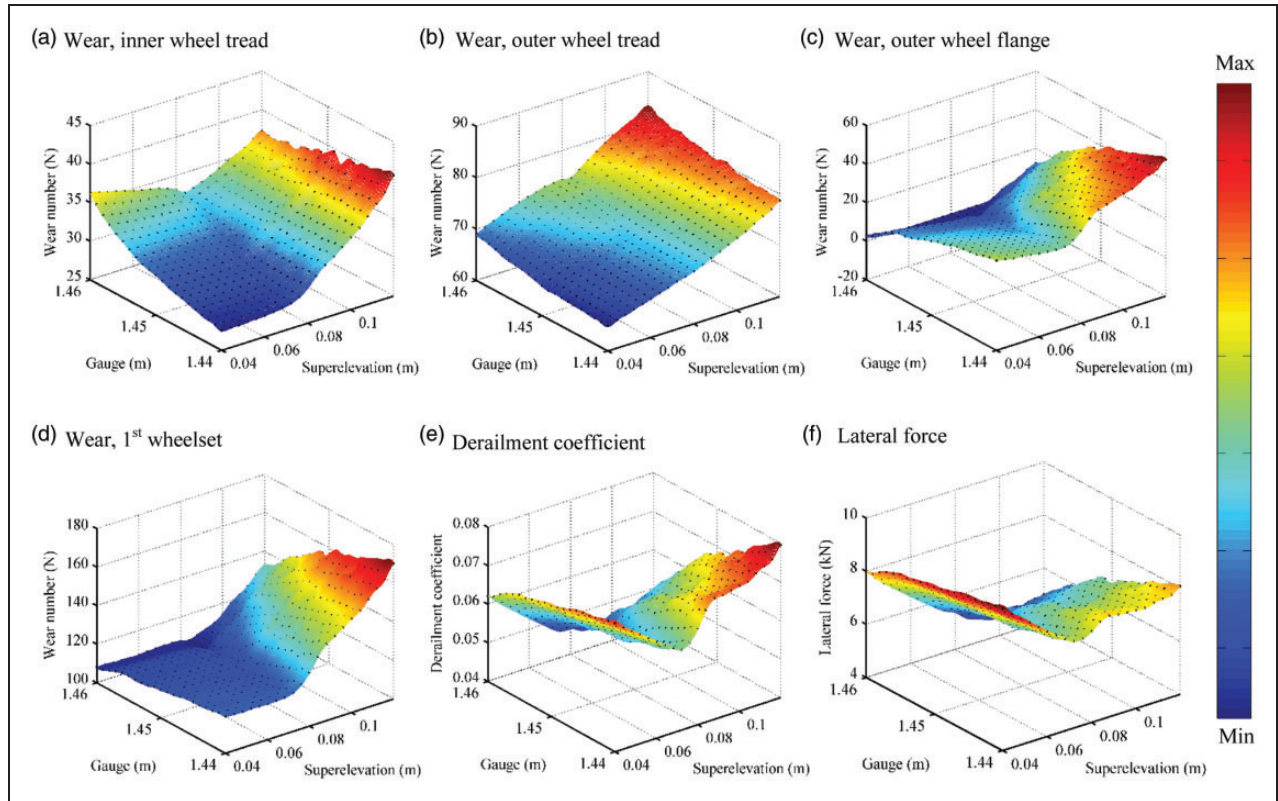 (a) Wear, inner wheel tread
45
40
35
30
25
Wear number (N)
1.46
1.45
1.44
Gauge (m)
0.04
0.06
0.08
0.1
Superelevation (m)
(b) Wear, outer wheel tread
90
80
70
60
Wear number (N)
1.46
1.45
1.44
Gauge (m)
0.04
0.06
0.08
0.1
Superelevation (m)
(c) Wear, outer wheel flange
60
40
20
0
-20
Wear number (N)
1.46
1.45
1.44
Gauge (m)
0.04
0.06
0.08
0.1
Superelevation (m)
Max
Min
(d) Wear, 1st wheelset
180
160
140
120
100
Wear number (N)
1.46
1.45
1.44
Gauge (m)
0.04
0.06
0.08
0.1
Superelevation (m)
(e) Derailment coefficient
0.08
0.07
0.06
0.05
0.04
Derailment coefficient
1.46
1.45
1.44
Gauge (m)
0.04
0.06
0.08
0.1
Superelevation (m)
(f) Lateral force
10
8
6
4
Lateral force (kN)
1.46
1.45
1.44
Gauge (m)
0.04
0.06
0.08
0.1
Superelevation (m)